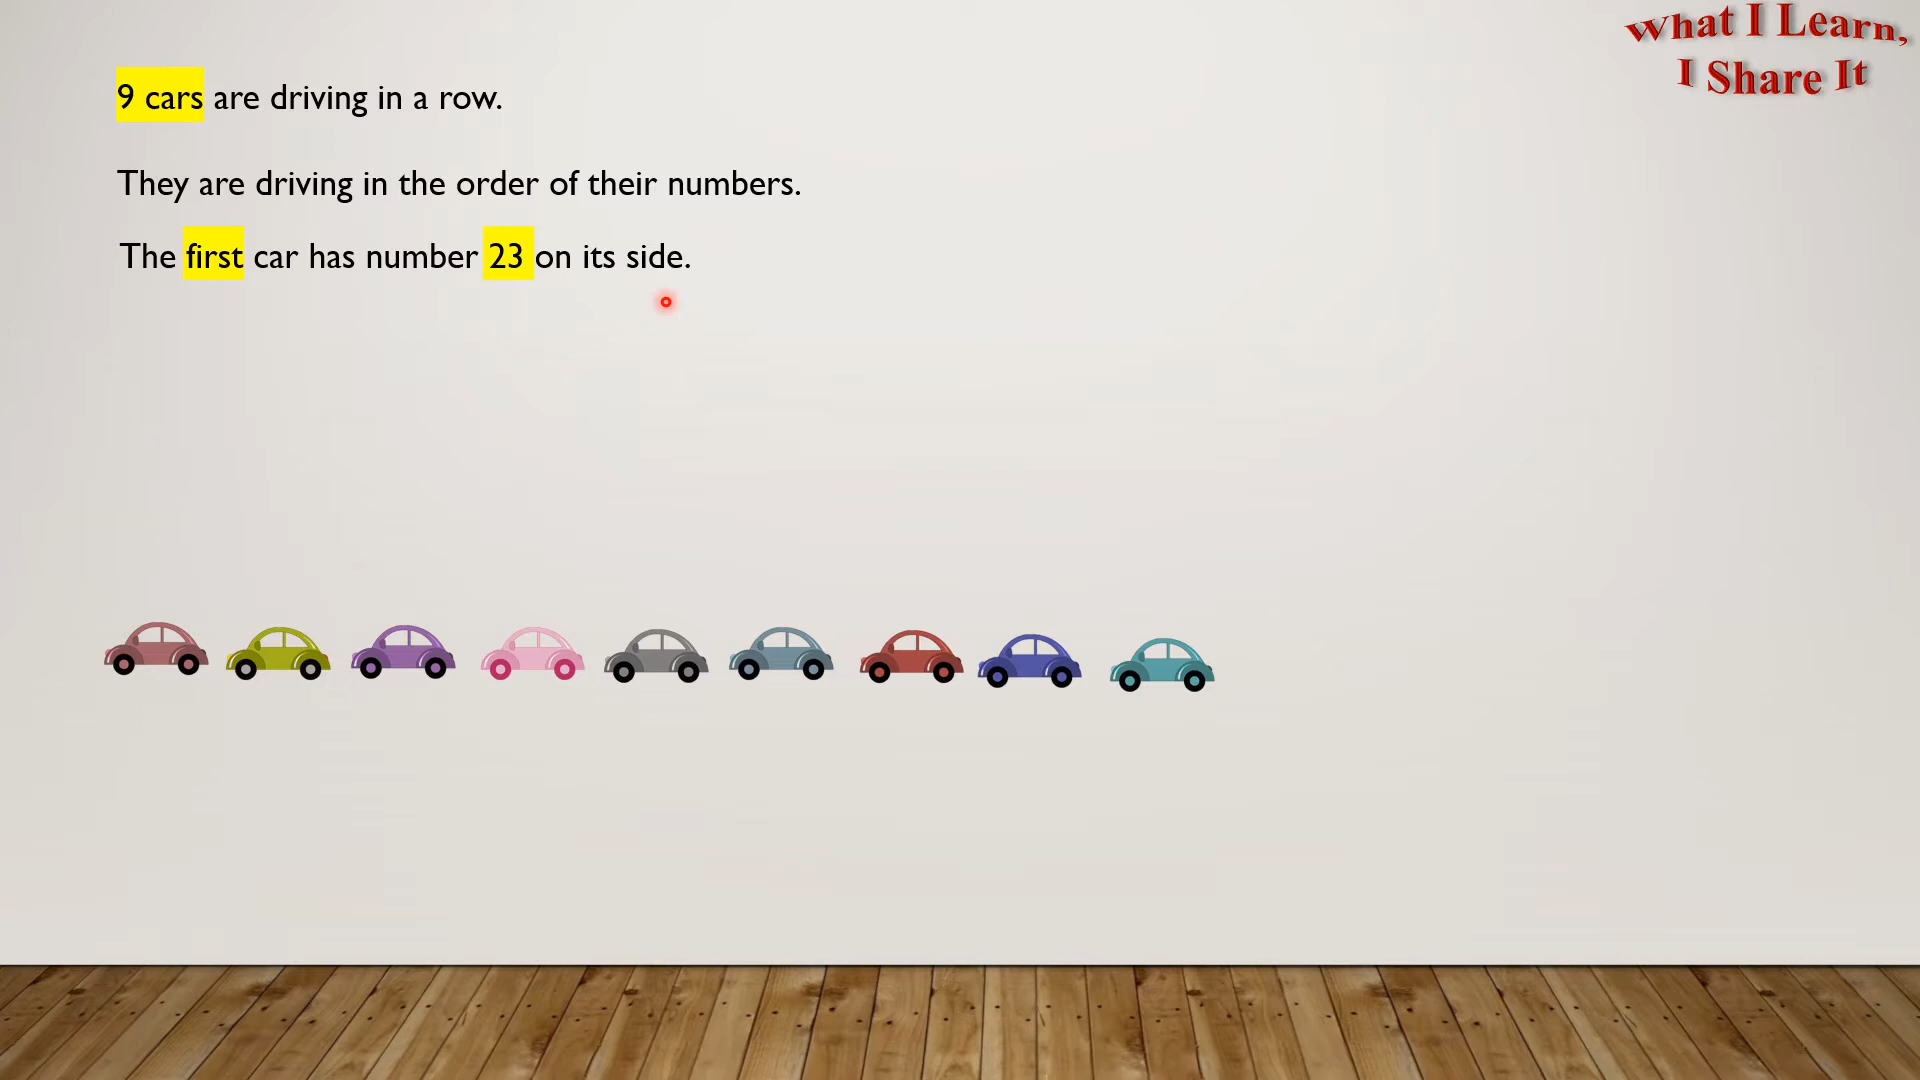 What I Learn,
I Share It
9 cars are driving in a row.
They are driving in the order of their numbers.
The first car has number 23 on its side.